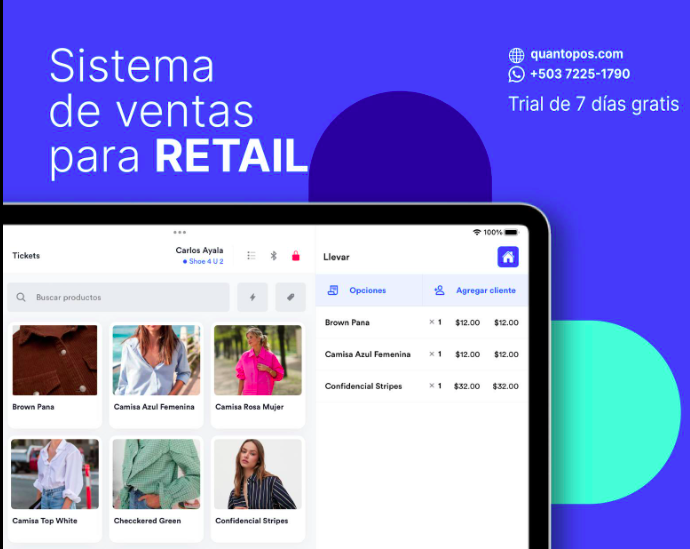 Sistema
de ventas
para RETAIL
quantopos.com
+503 7225-1790
Trial de 7 días gratis
100%
Tickets
Carlos Ayala
Shoe 4 U 2
Llevar
Buscar productos
Opciones
Agregar cliente
Brown Pana × 1 $12.00 $12.00
Camisa Azul Femenina × 1 $12.00 $12.00
Confidencial Stripes × 1 $32.00 $32.00
Brown Pana
Camisa Azul Femenina
Camisa Rosa Mujer
Camisa Top White
Checckered Green
Confidencial Stripes